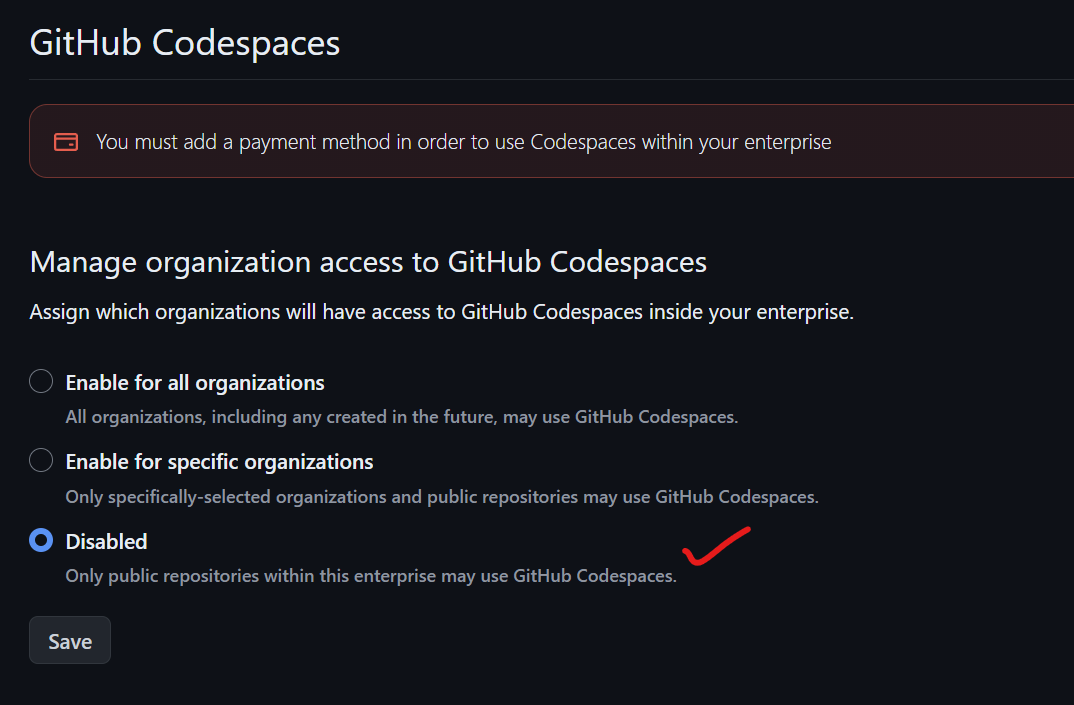 GitHub Codespaces
You must add a payment method in order to use Codespaces within your enterprise
Manage organization access to GitHub Codespaces
Assign which organizations will have access to GitHub Codespaces inside your enterprise.
Enable for all organizations
All organizations, including any created in the future, may use GitHub Codespaces.
Enable for specific organizations
Only specifically-selected organizations and public repositories may use GitHub Codespaces.
Disabled
Only public repositories within this enterprise may use GitHub Codespaces.
Save